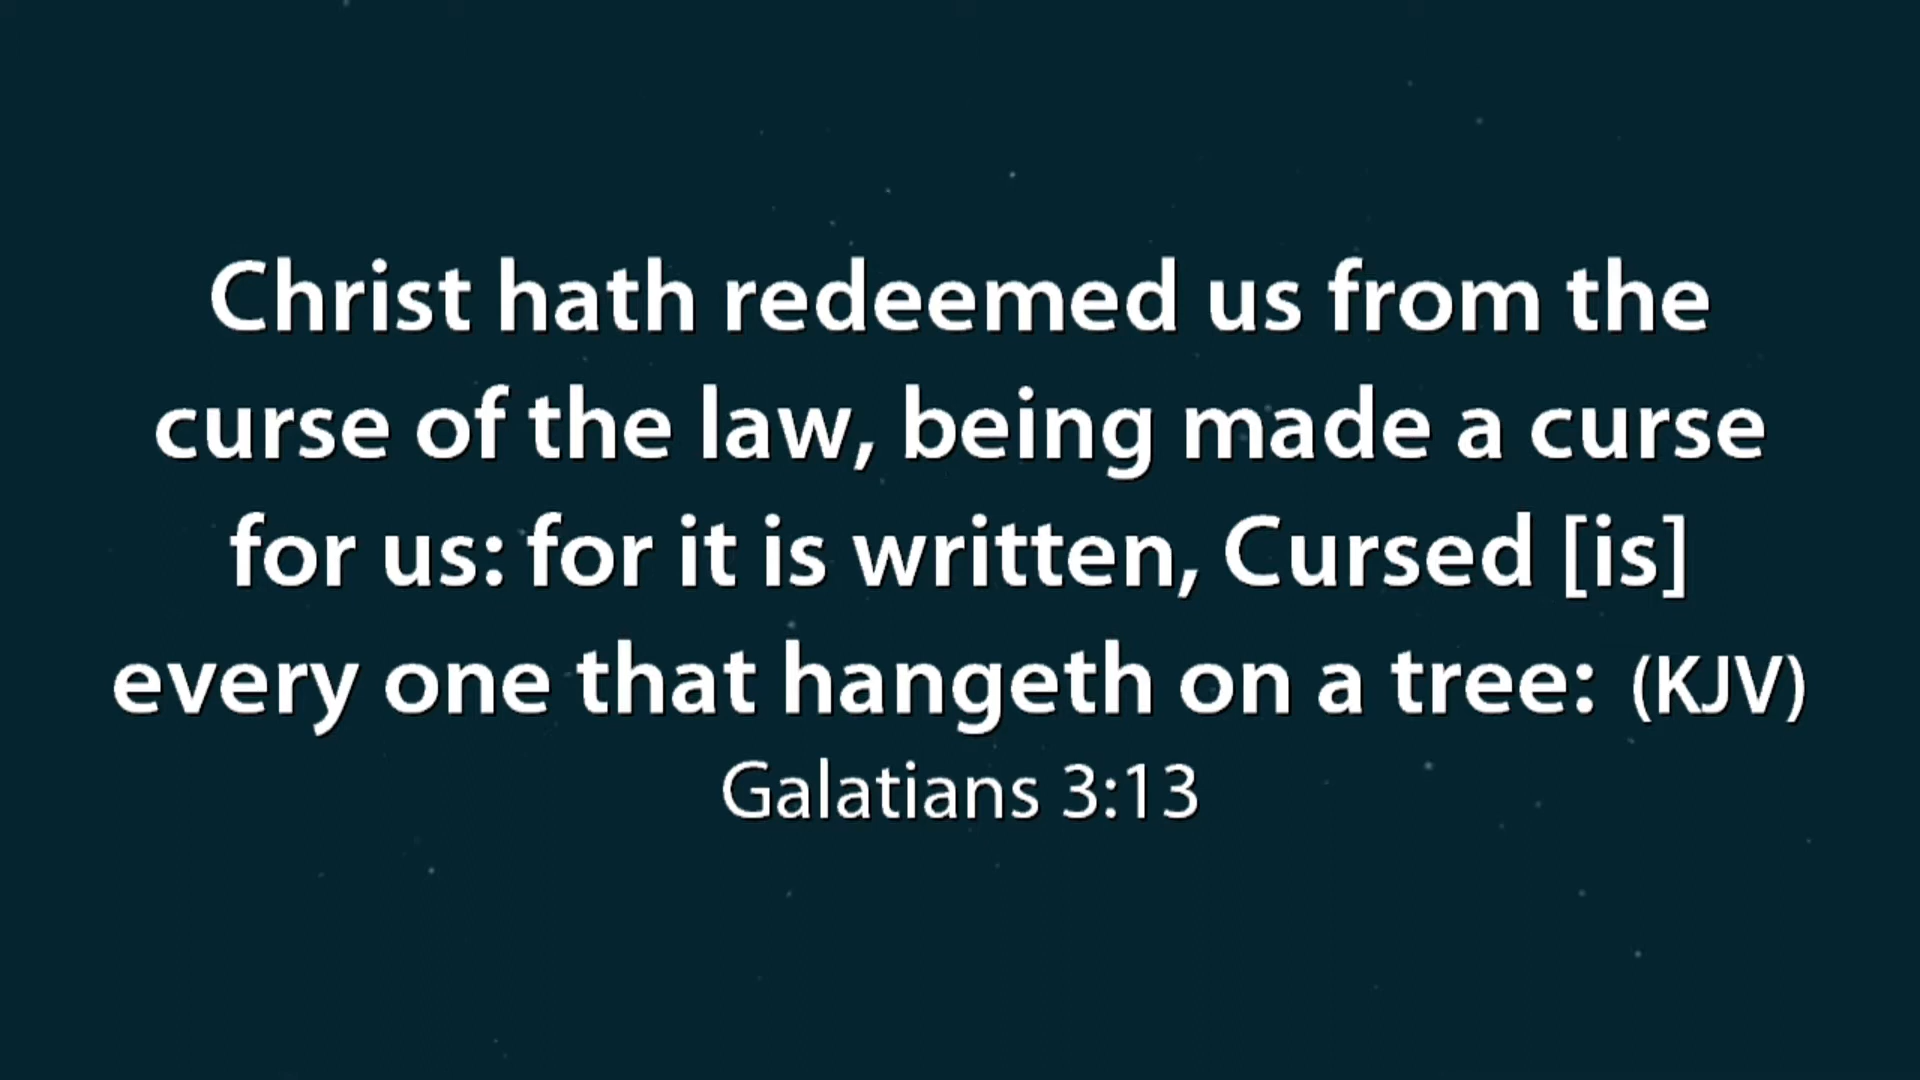 Christ hath redeemed us from the
curse of the law, being made a curse
for us: for it is written, Cursed [is]
every one that hangeth on a tree: (KJV)
Galatians 3:13